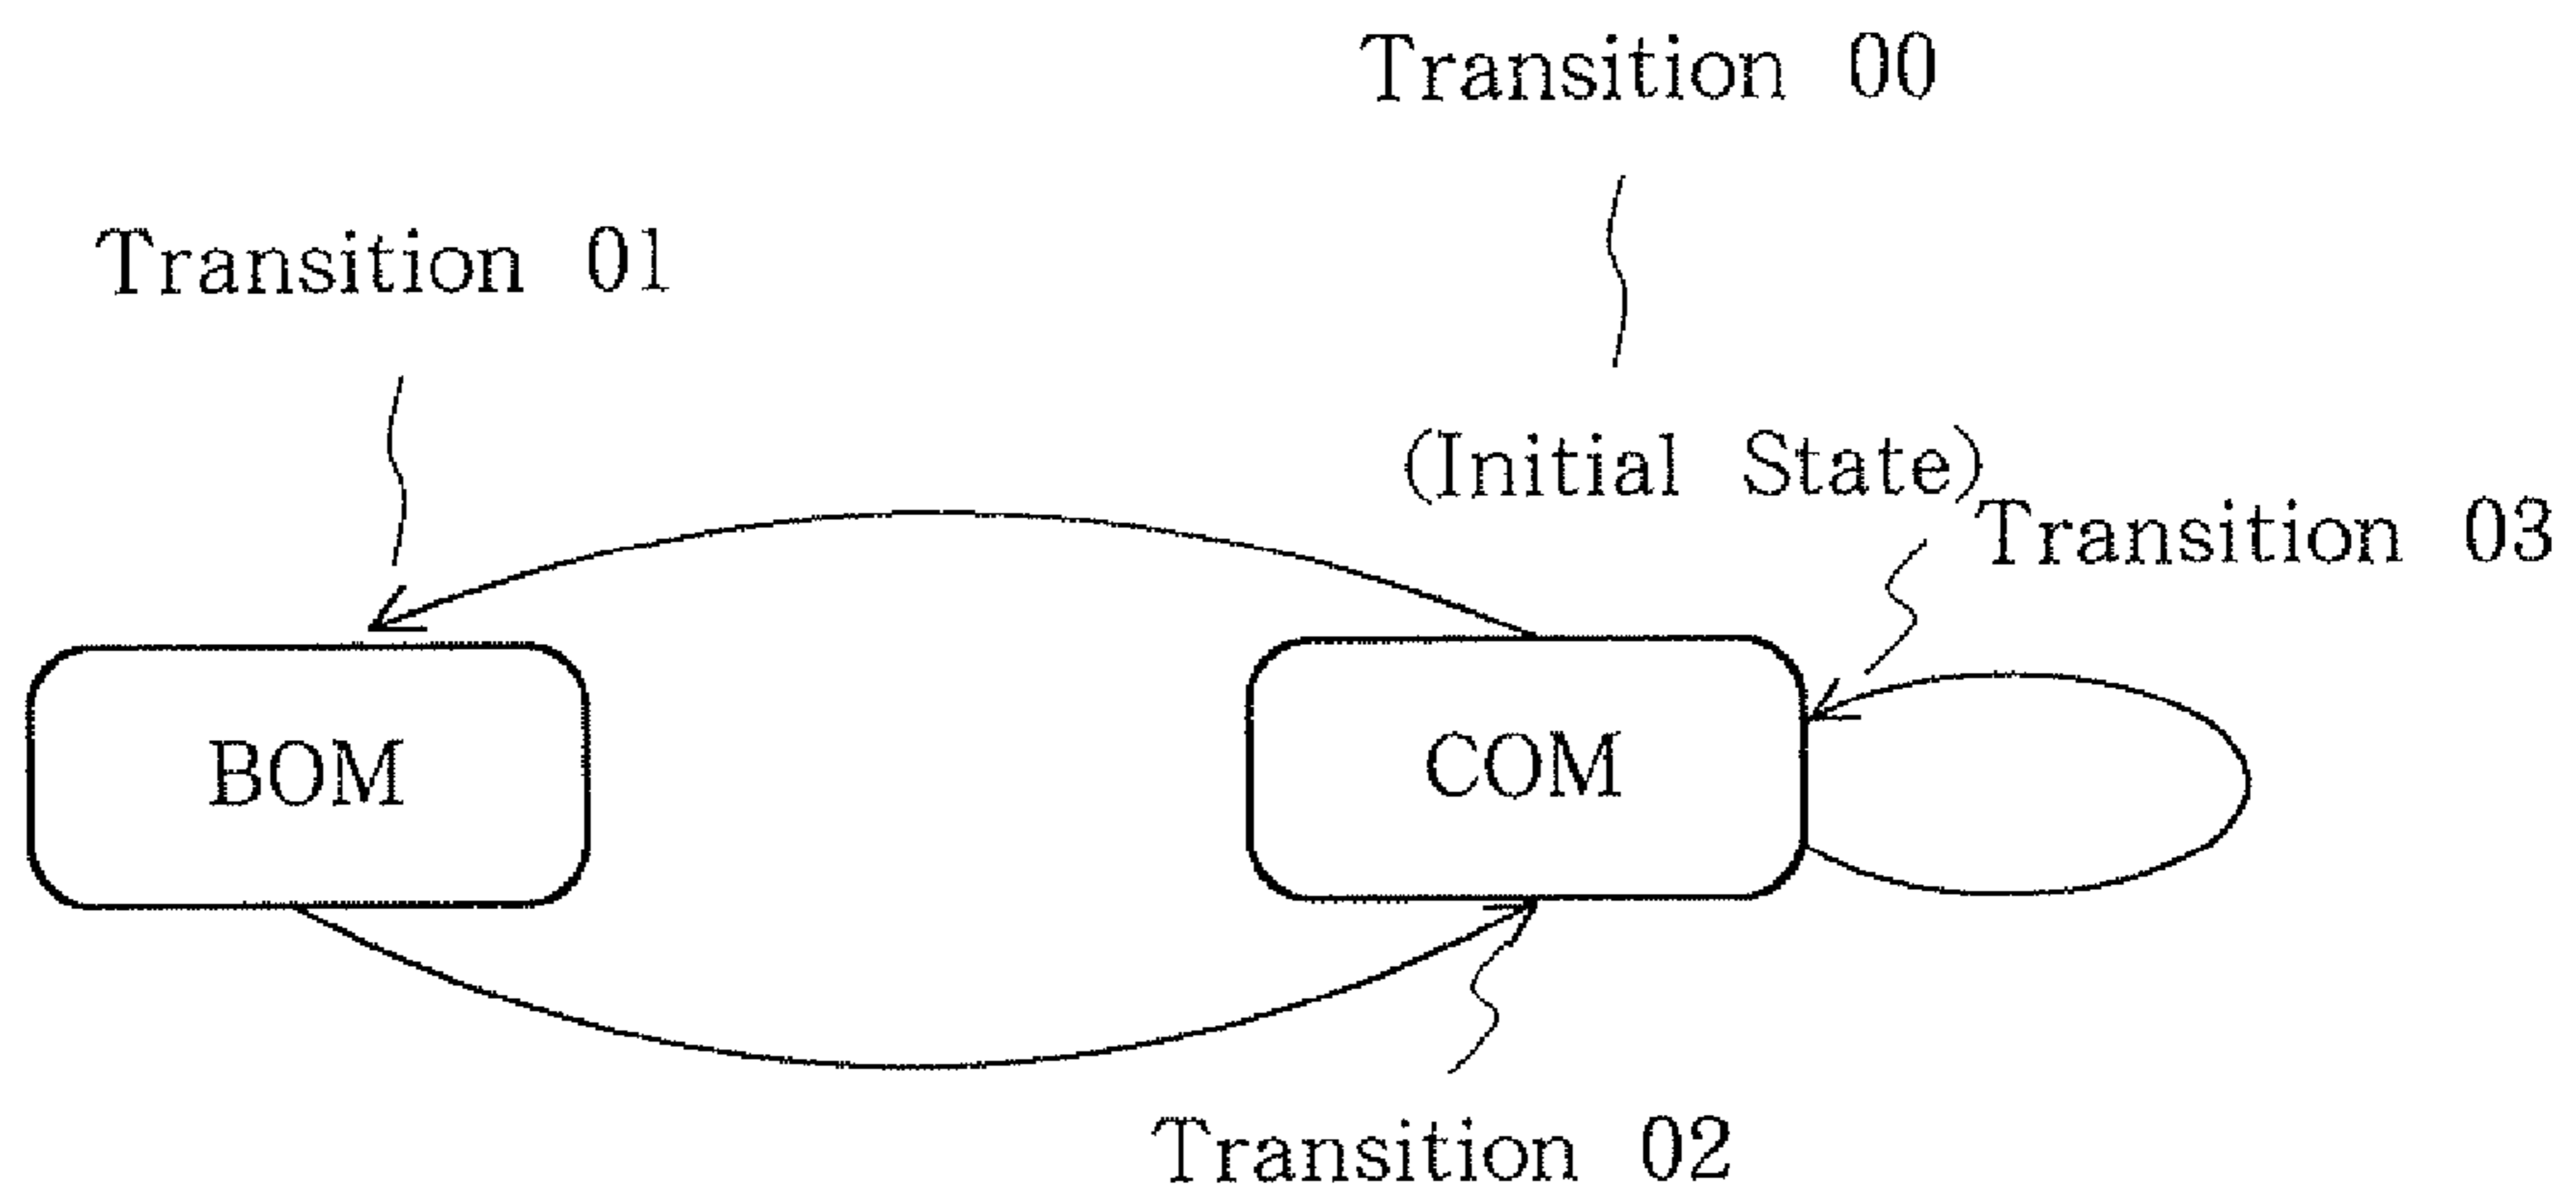 Transition 00
Transition 01
(Initial State)
Transition 03
BOM
COM
Transition 02